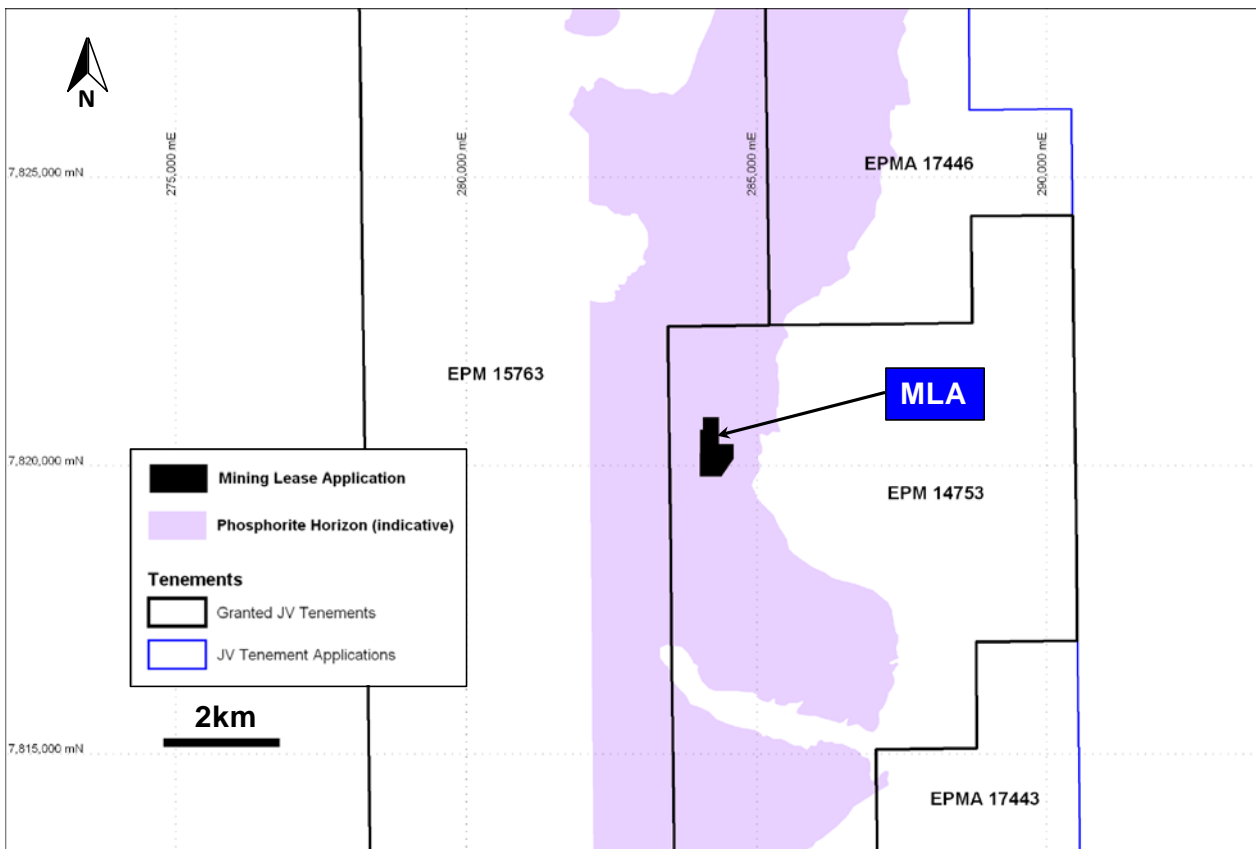 N
275,000 mE
280,000 mE
285,000 mE
290,000 mE
7,825,000 mN
EPMA 17446
EPM 15763
MLA
7,820,000 mN
EPM 14753
Mining Lease Application
Phosphorite Horizon (indicative)
Tenements
Granted JV Tenements
JV Tenement Applications
2km
7,815,000 mN
EPMA 17443